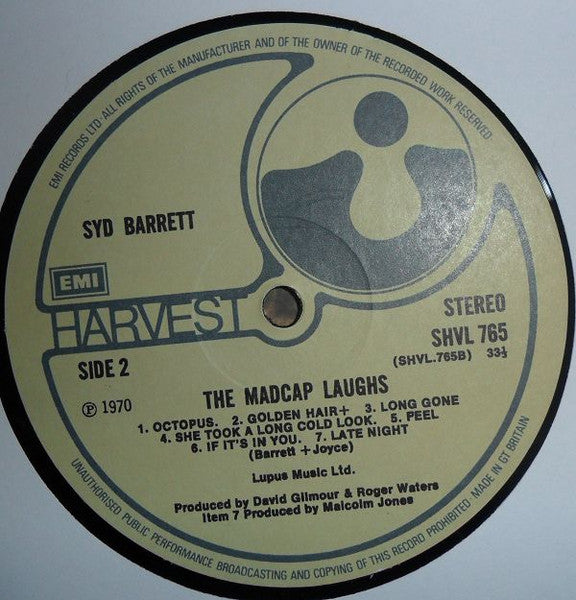 EMI RECORDS LTD · ALL RIGHTS OF THE MANUFACTURER AND OF THE OWNER OF THE RECORDED WORK RESERVED.
SYD BARRETT
EMI
HARVEST
STEREO
SHVL 765
(SHVL.765B) 33⅓
SIDE 2
℗ 1970
THE MADCAP LAUGHS
1. OCTOPUS. 2. GOLDEN HAIR+ 3. LONG GONE
4. SHE TOOK A LONG COLD LOOK. 5. PEEL
6. IF IT'S IN YOU. 7. LATE NIGHT
(Barrett +Joyce)
Lupus Music Ltd.
Produced by David Gilmour & Roger Waters
Item 7 Produced by Malcolm Jones
UNAUTHORISED PUBLIC PERFORMANCE BROADCASTING AND COPYING OF THIS RECORD PROHIBITED · MADE IN GT BRITAIN